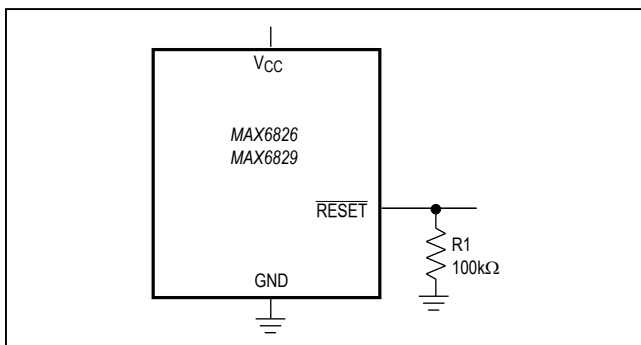 VCC
MAX6826
MAX6829
RESET
R1
100kΩ
GND